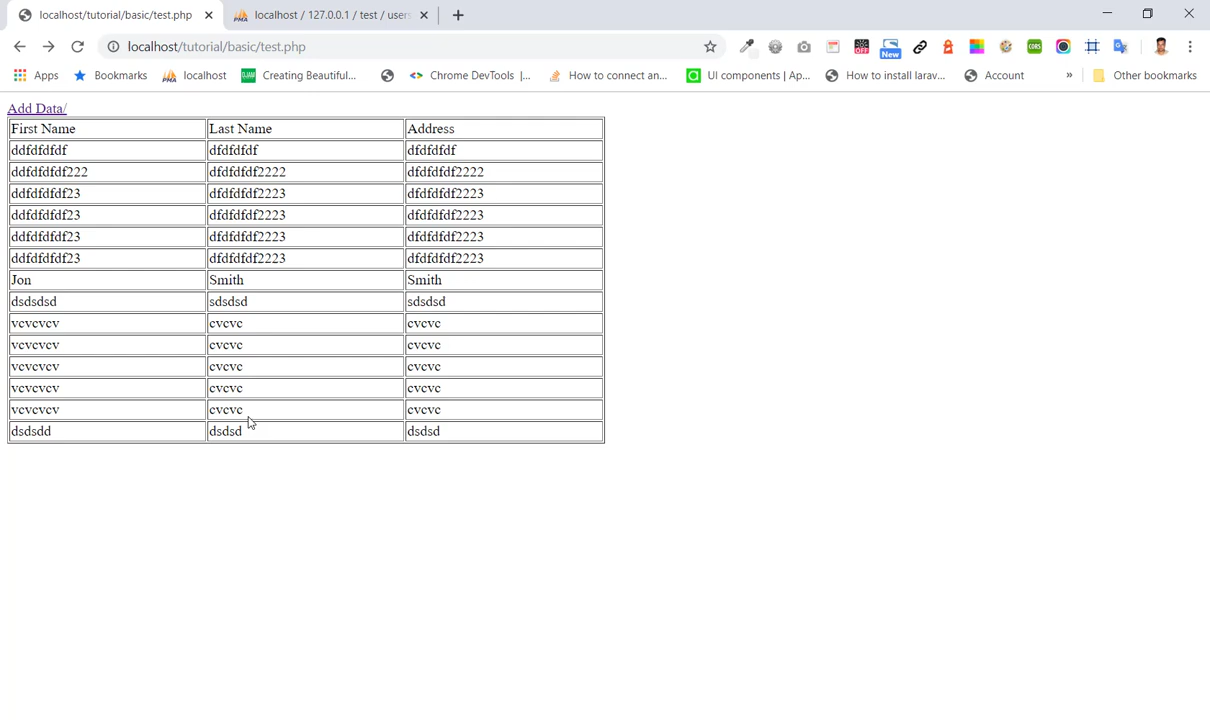 localhost/tutorial/basic/test.php
localhost / 127.0.0.1 / test / users
localhost/tutorial/basic/test.php
OFF
New
CORS
Apps
Bookmarks
PMA localhost
Creating Beautiful...
Chrome DevTools |...
How to connect an...
UI components | Ap...
How to install larav...
Account
»
Other bookmarks
Add Data/
First Name Last Name Address
ddfdfdfdf dfdfdfdf dfdfdfdf
ddfdfdfdf222 dfdfdfdf2222 dfdfdfdf2222
ddfdfdfdf23 dfdfdfdf2223 dfdfdfdf2223
ddfdfdfdf23 dfdfdfdf2223 dfdfdfdf2223
ddfdfdfdf23 dfdfdfdf2223 dfdfdfdf2223
ddfdfdfdf23 dfdfdfdf2223 dfdfdfdf2223
Jon Smith Smith
dsdsdsd sdsdsd sdsdsd
vcvcvcv cvcvc cvcvc
vcvcvcv cvcvc cvcvc
vcvcvcv cvcvc cvcvc
vcvcvcv cvcvc cvcvc
vcvcvcv cvcvc cvcvc
dsdsdd dsdsd dsdsd